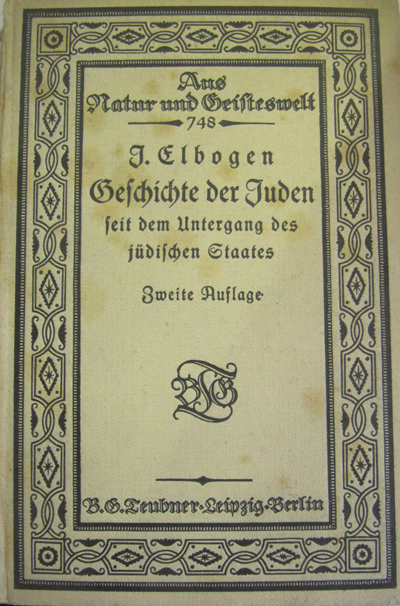 Aus
Natur und Geisteswelt
748
J. Elbogen
Geschichte der Juden
seit dem Untergang des
jüdischen Staates
Zweite Auflage
BTG
B.G.Teubner·Leipzig·Berlin